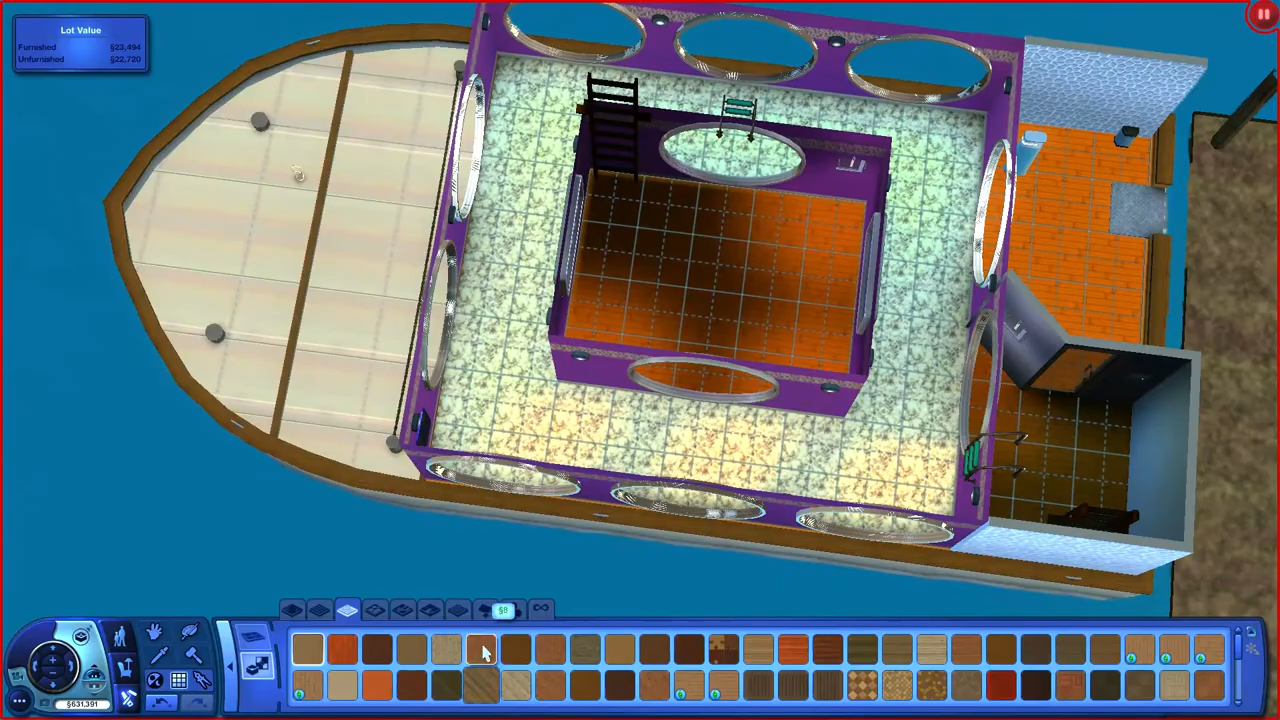 Lot Value
Furnished §23,494
Unfurnished §22,720
§8
§631,391